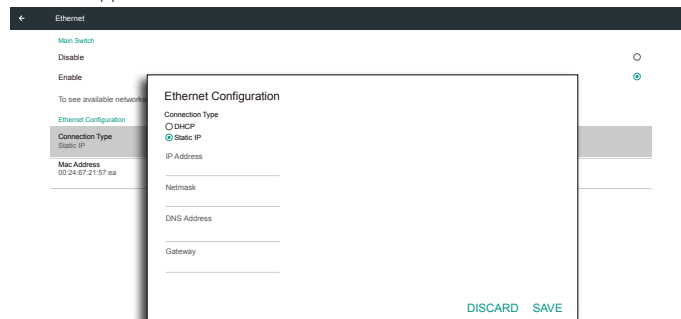 Ethernet
Main Switch
Disable
Enable
To see available networks
Ethernet Configuration
Connection Type
Static IP
Mac Address
00:24:67:21:57:ea
Ethernet Configuration
Connection Type
DHCP
Static IP
IP Address
Netmask
DNS Address
Gateway
DISCARD SAVE